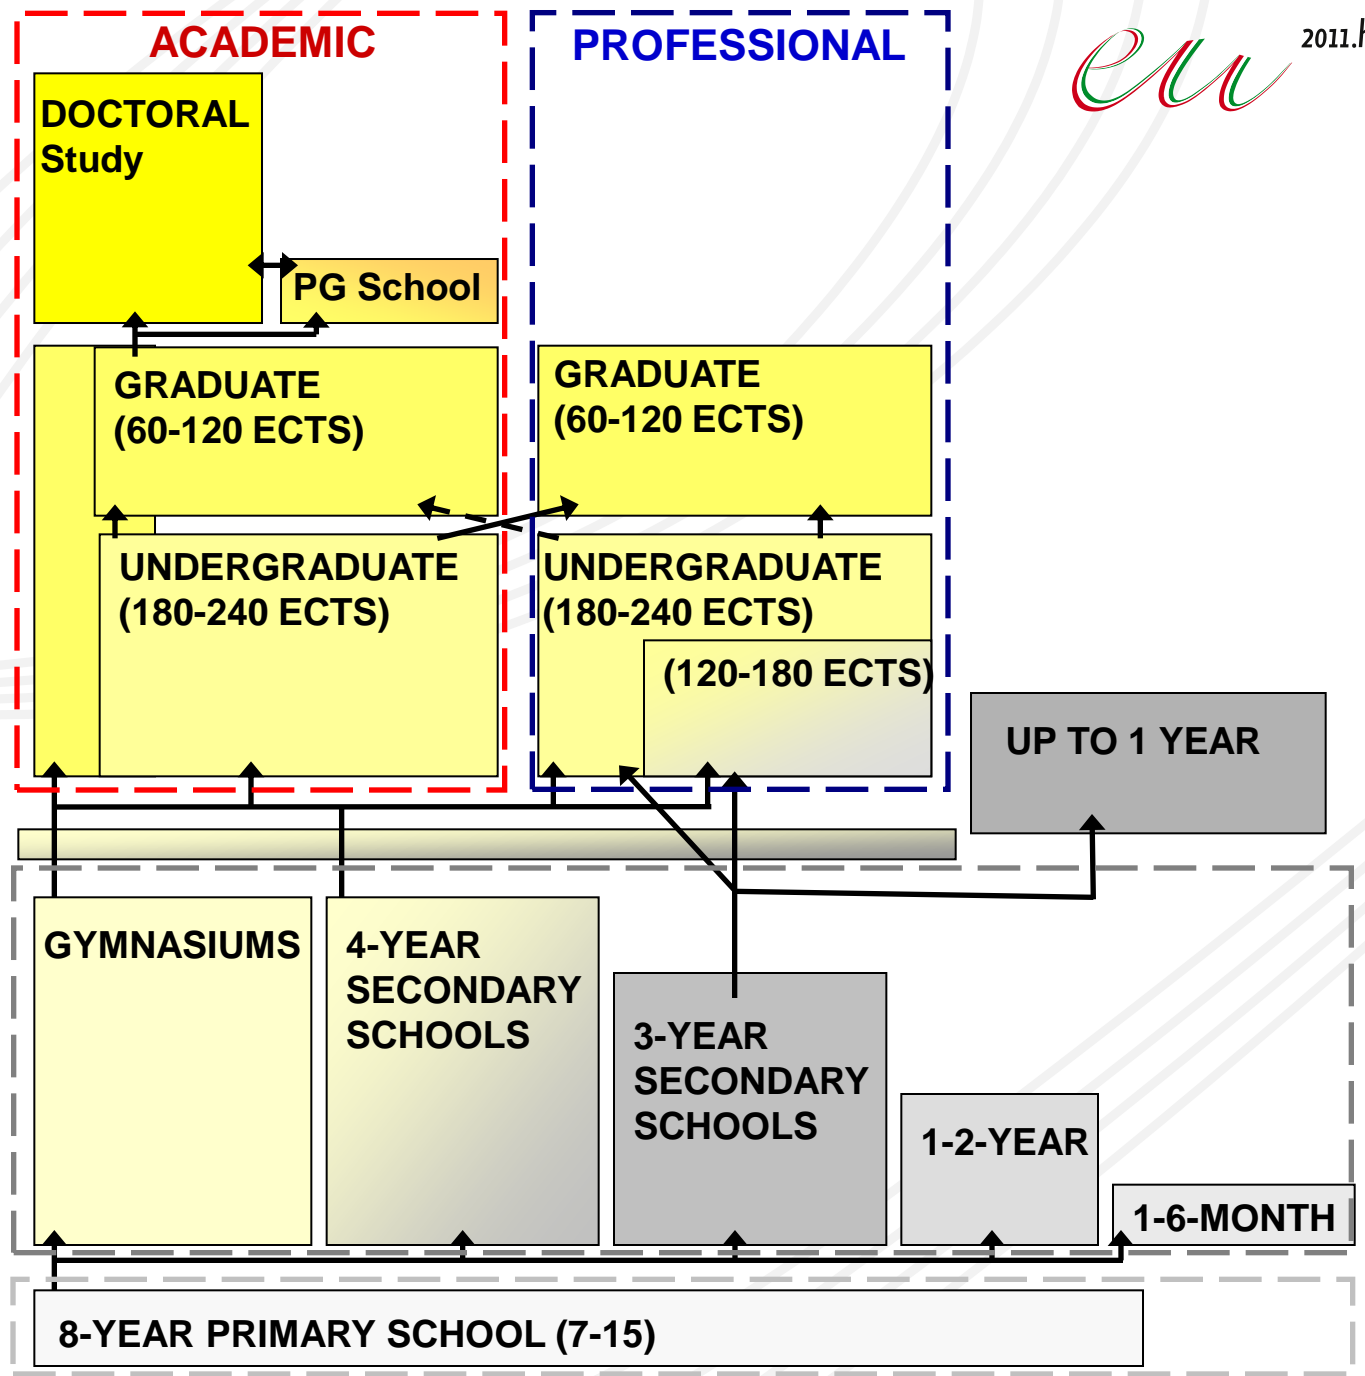 ACADEMIC
PROFESSIONAL
eu
2011.h
DOCTORAL
Study
PG School
GRADUATE
(60-120 ECTS)
GRADUATE
(60-120 ECTS)
UNDERGRADUATE
(180-240 ECTS)
UNDERGRADUATE
(180-240 ECTS)
(120-180 ECTS)
UP TO 1 YEAR
GYMNASIUMS
4-YEAR
SECONDARY
SCHOOLS
3-YEAR
SECONDARY
SCHOOLS
1-2-YEAR
1-6-MONTH
8-YEAR PRIMARY SCHOOL (7-15)